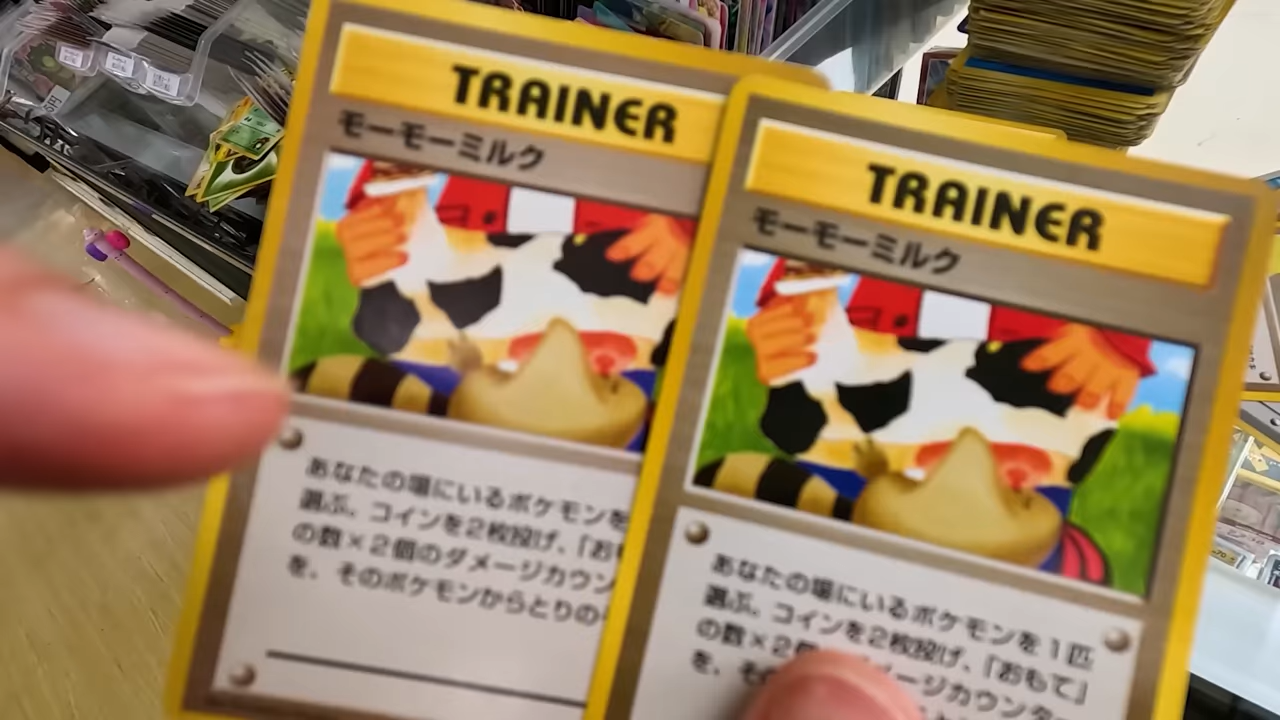 TRAINER
モーモーミルク
あなたの場にいるポケモンを
選ぶ。コインを2枚投げ、「お
の数×2個のダメージカウン
を、そのポケモンからとりの
TRAINER
モーモーミルク
あなたの場にいるポケモンを1匹
選ぶ。コインを2枚投げ、「おもて」
の数×2個 メージカウンタ
を、そ